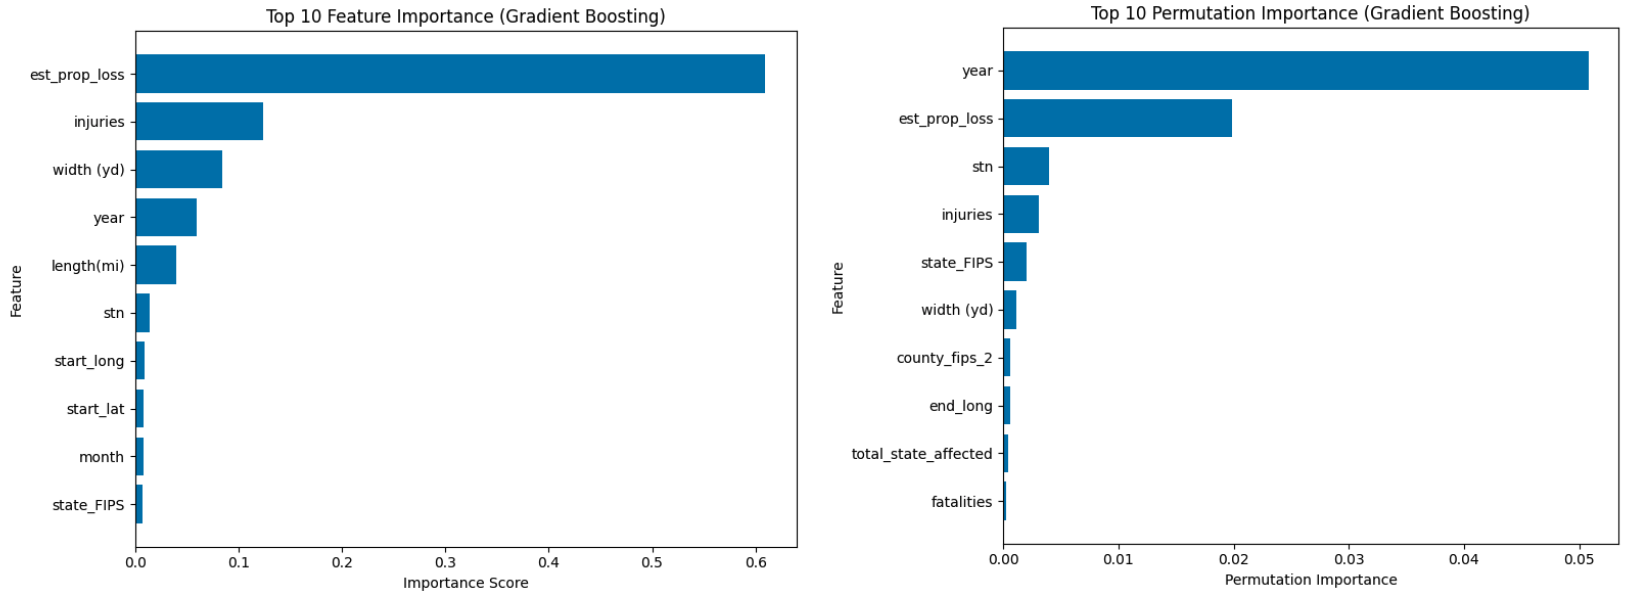 Top 10 Feature Importance (Gradient Boosting)
est_prop_loss
injuries
width (yd)
year
length(mi)
stn
start_long
start_lat
month
state_FIPS
Feature
0.0 0.1 0.2 0.3 0.4 0.5 0.6
Importance Score
Top 10 Permutation Importance (Gradient Boosting)
year
est_prop_loss
stn
injuries
state_FIPS
width (yd)
county_fips_2
end_long
total_state_affected
fatalities
Feature
0.00 0.01 0.02 0.03 0.04 0.05
Permutation Importance